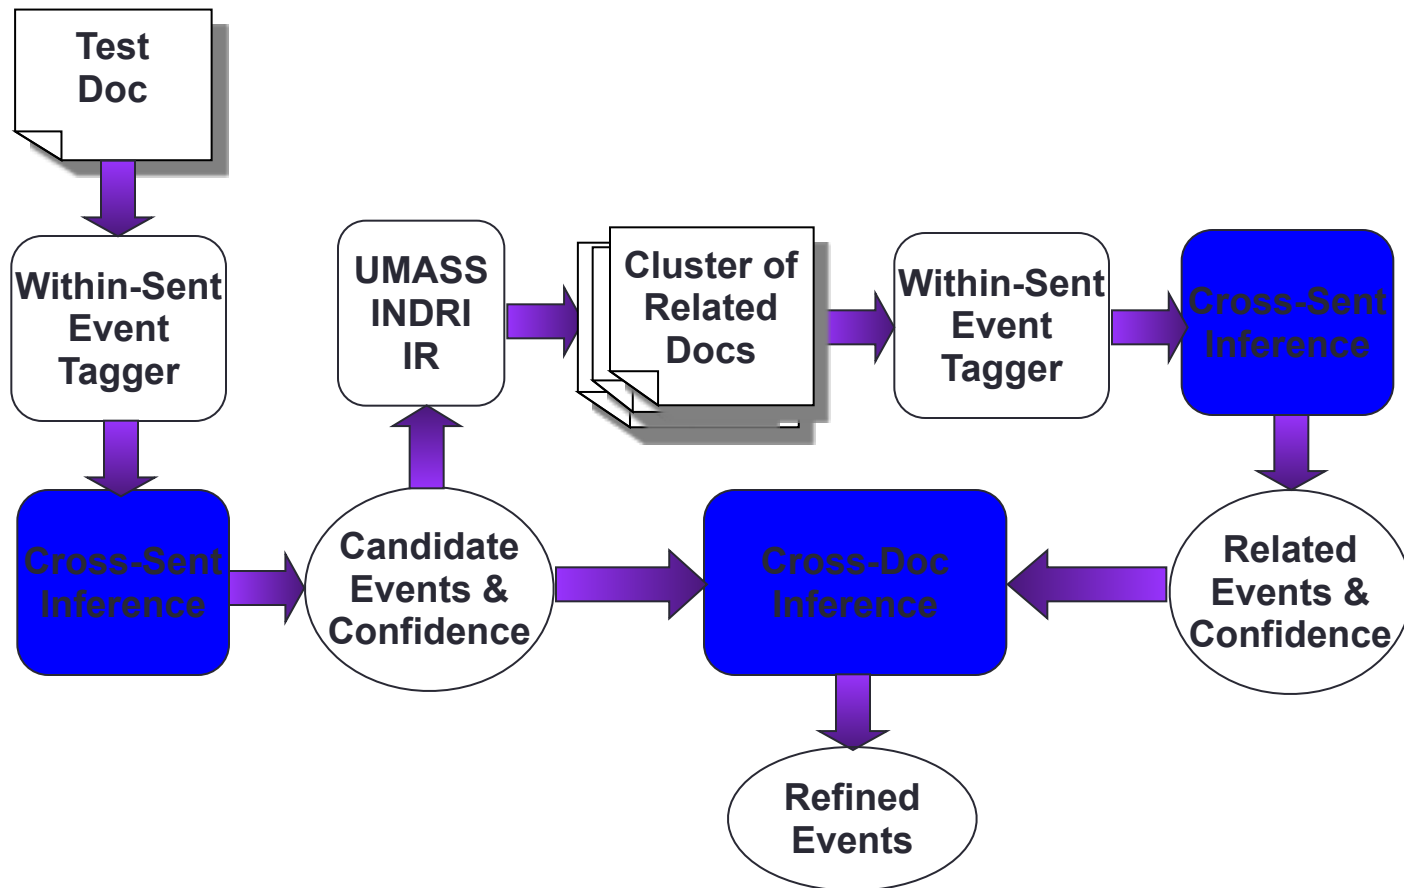 Test
Doc
Within-Sent
Event
Tagger
Cross-Sent
Inference
Candidate
Events &
Confidence
UMASS
INDRI
IR
Cluster of
Related
Docs
Within-Sent
Event
Tagger
Cross-Sent
Inference
Related
Events &
Confidence
Cross-Doc
Inference
Refined
Events